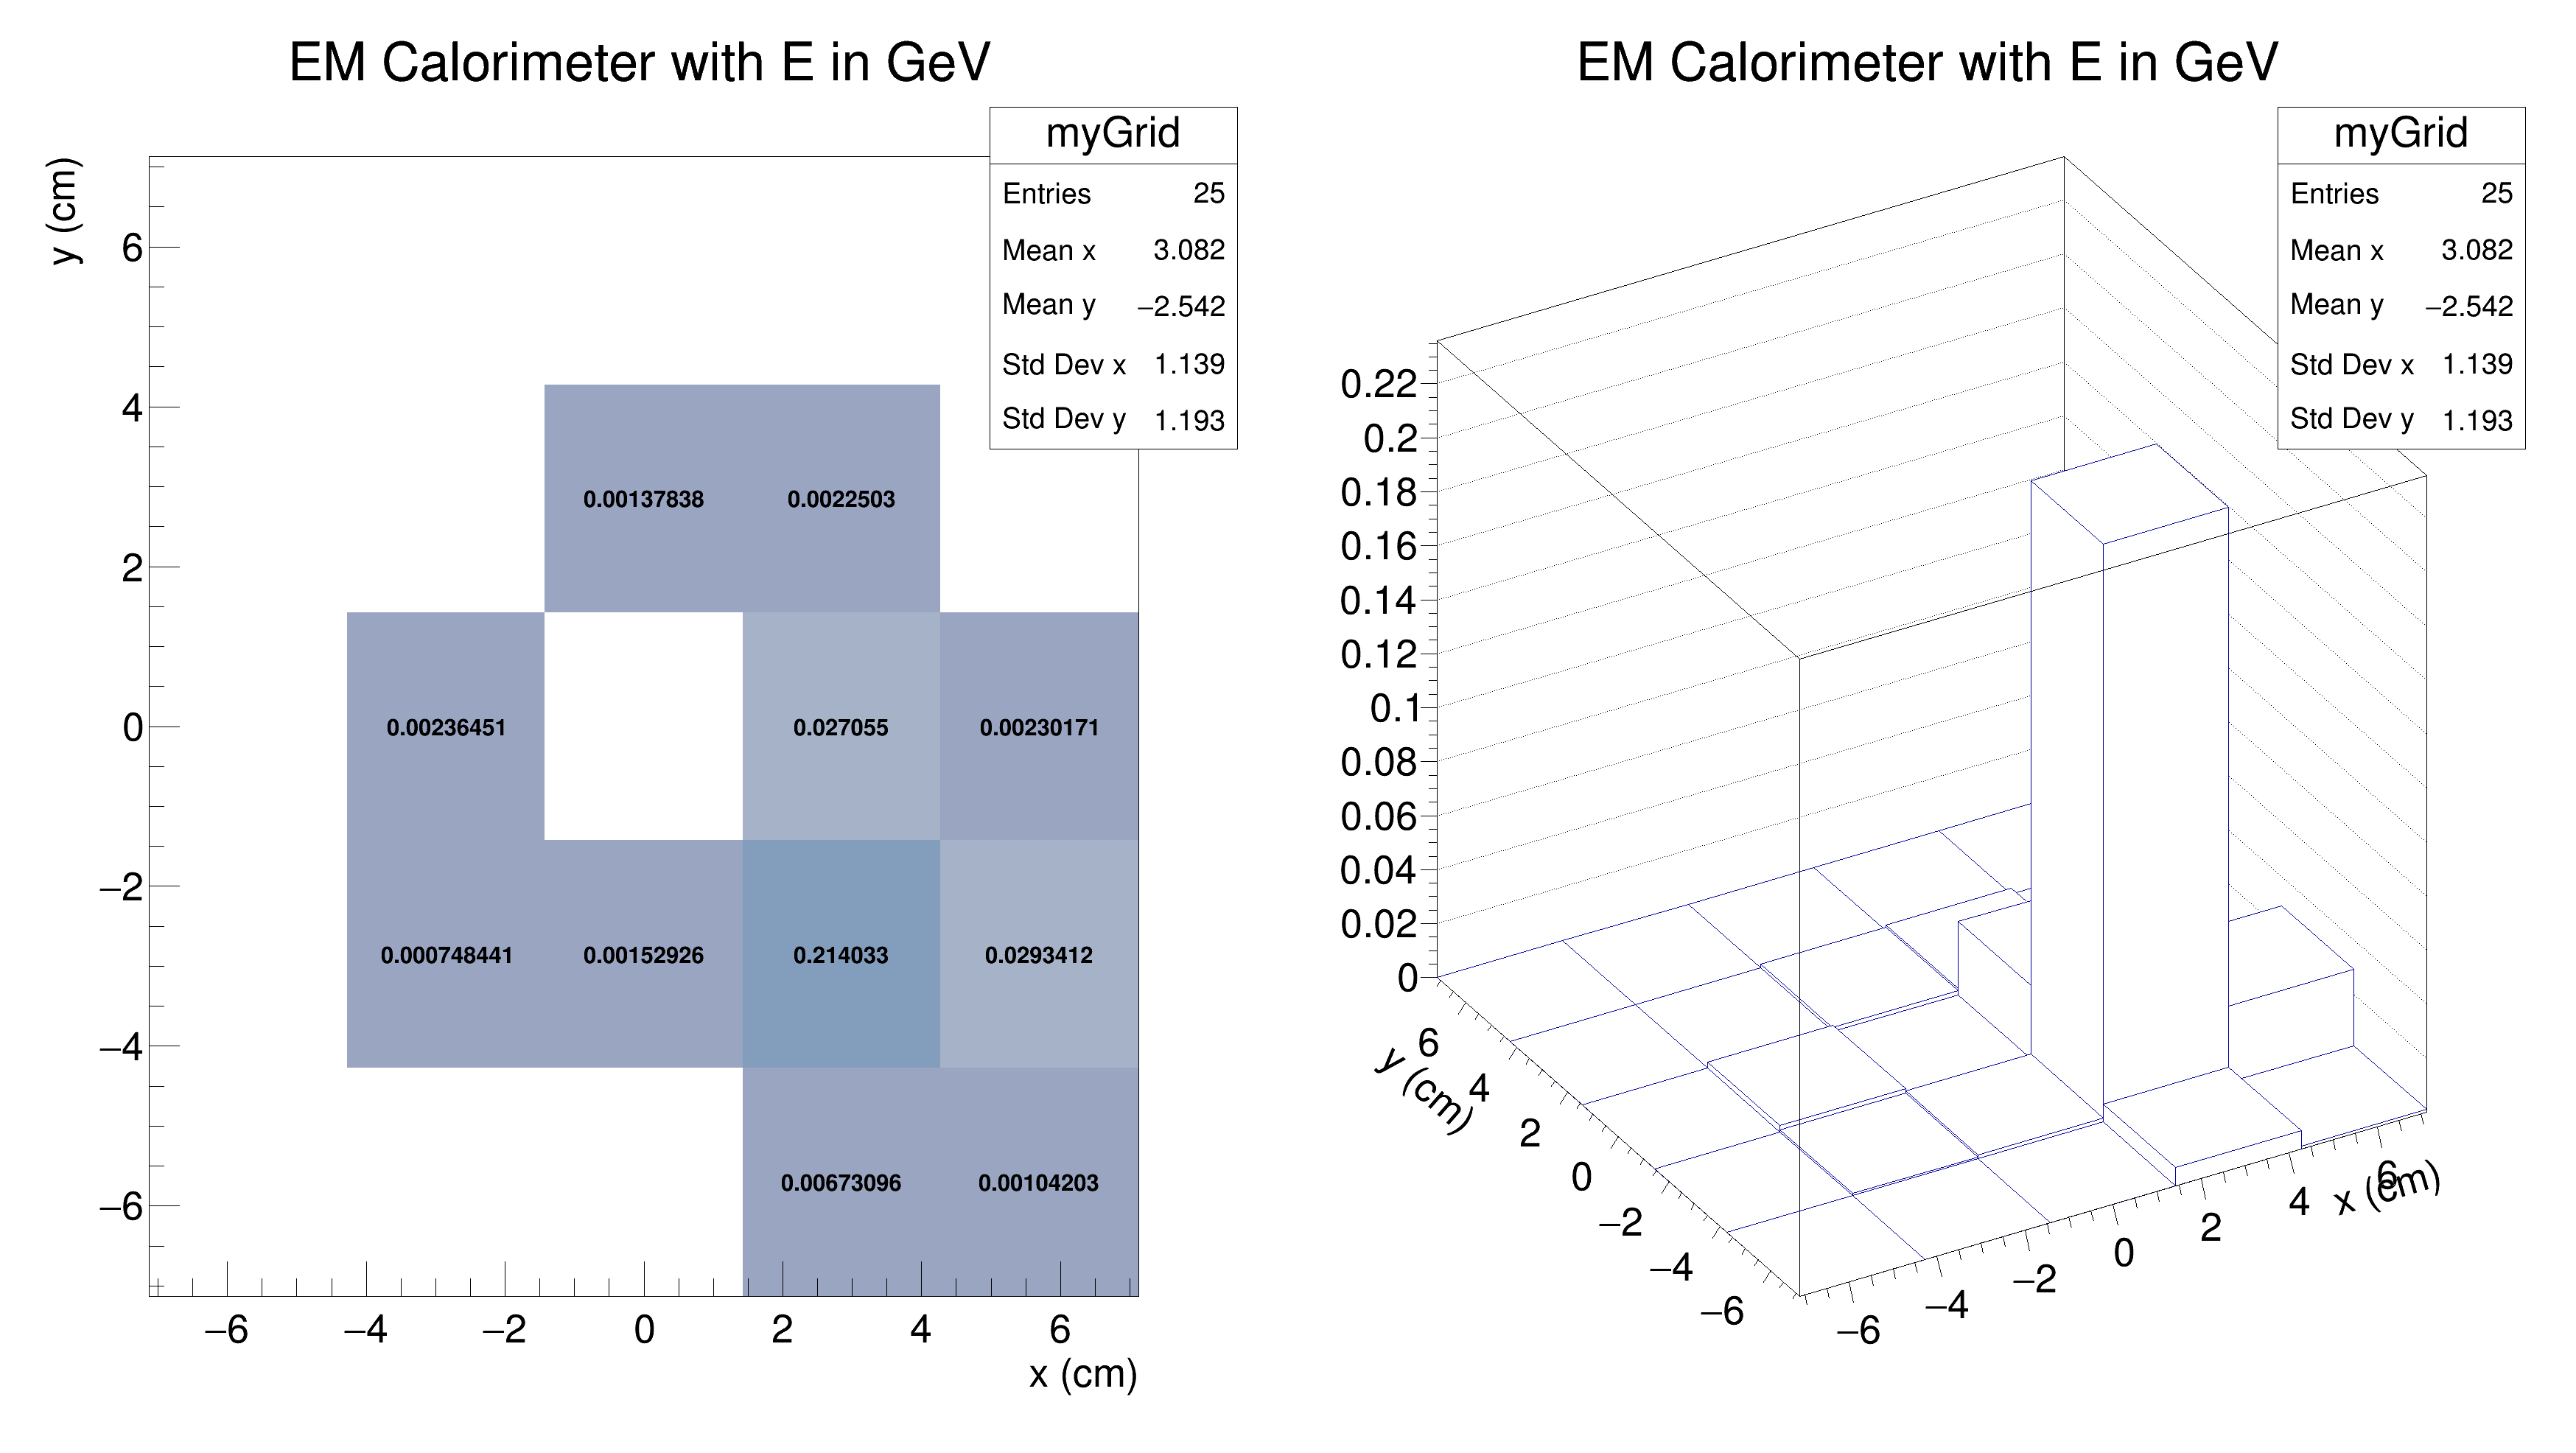 EM Calorimeter with E in GeV
myGrid
Entries 25
Mean x 3.082
Mean y −2.542
Std Dev x 1.139
Std Dev y 1.193
y (cm)
6
4
2
0
−2
−4
−6
0.00137838 0.0022503
0.00236451 0.027055 0.00230171
0.000748441 0.00152926 0.214033 0.0293412
0.00673096 0.00104203
−6 −4 −2 0 2 4 6
x (cm)
EM Calorimeter with E in GeV
myGrid
Entries 25
Mean x 3.082
Mean y −2.542
Std Dev x 1.139
Std Dev y 1.193
0.22
0.2
0.18
0.16
0.14
0.12
0.1
0.08
0.06
0.04
0.02
0
y (cm)
6
4
2
0
−2
−4
−6
−6
−4
−2
0
2
4
6
x (cm)